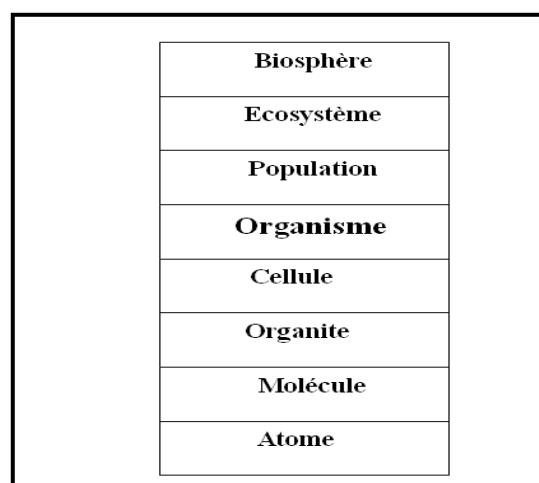 Biosphère
Ecosystème
Population
Organisme
Cellule
Organite
Molécule
Atome